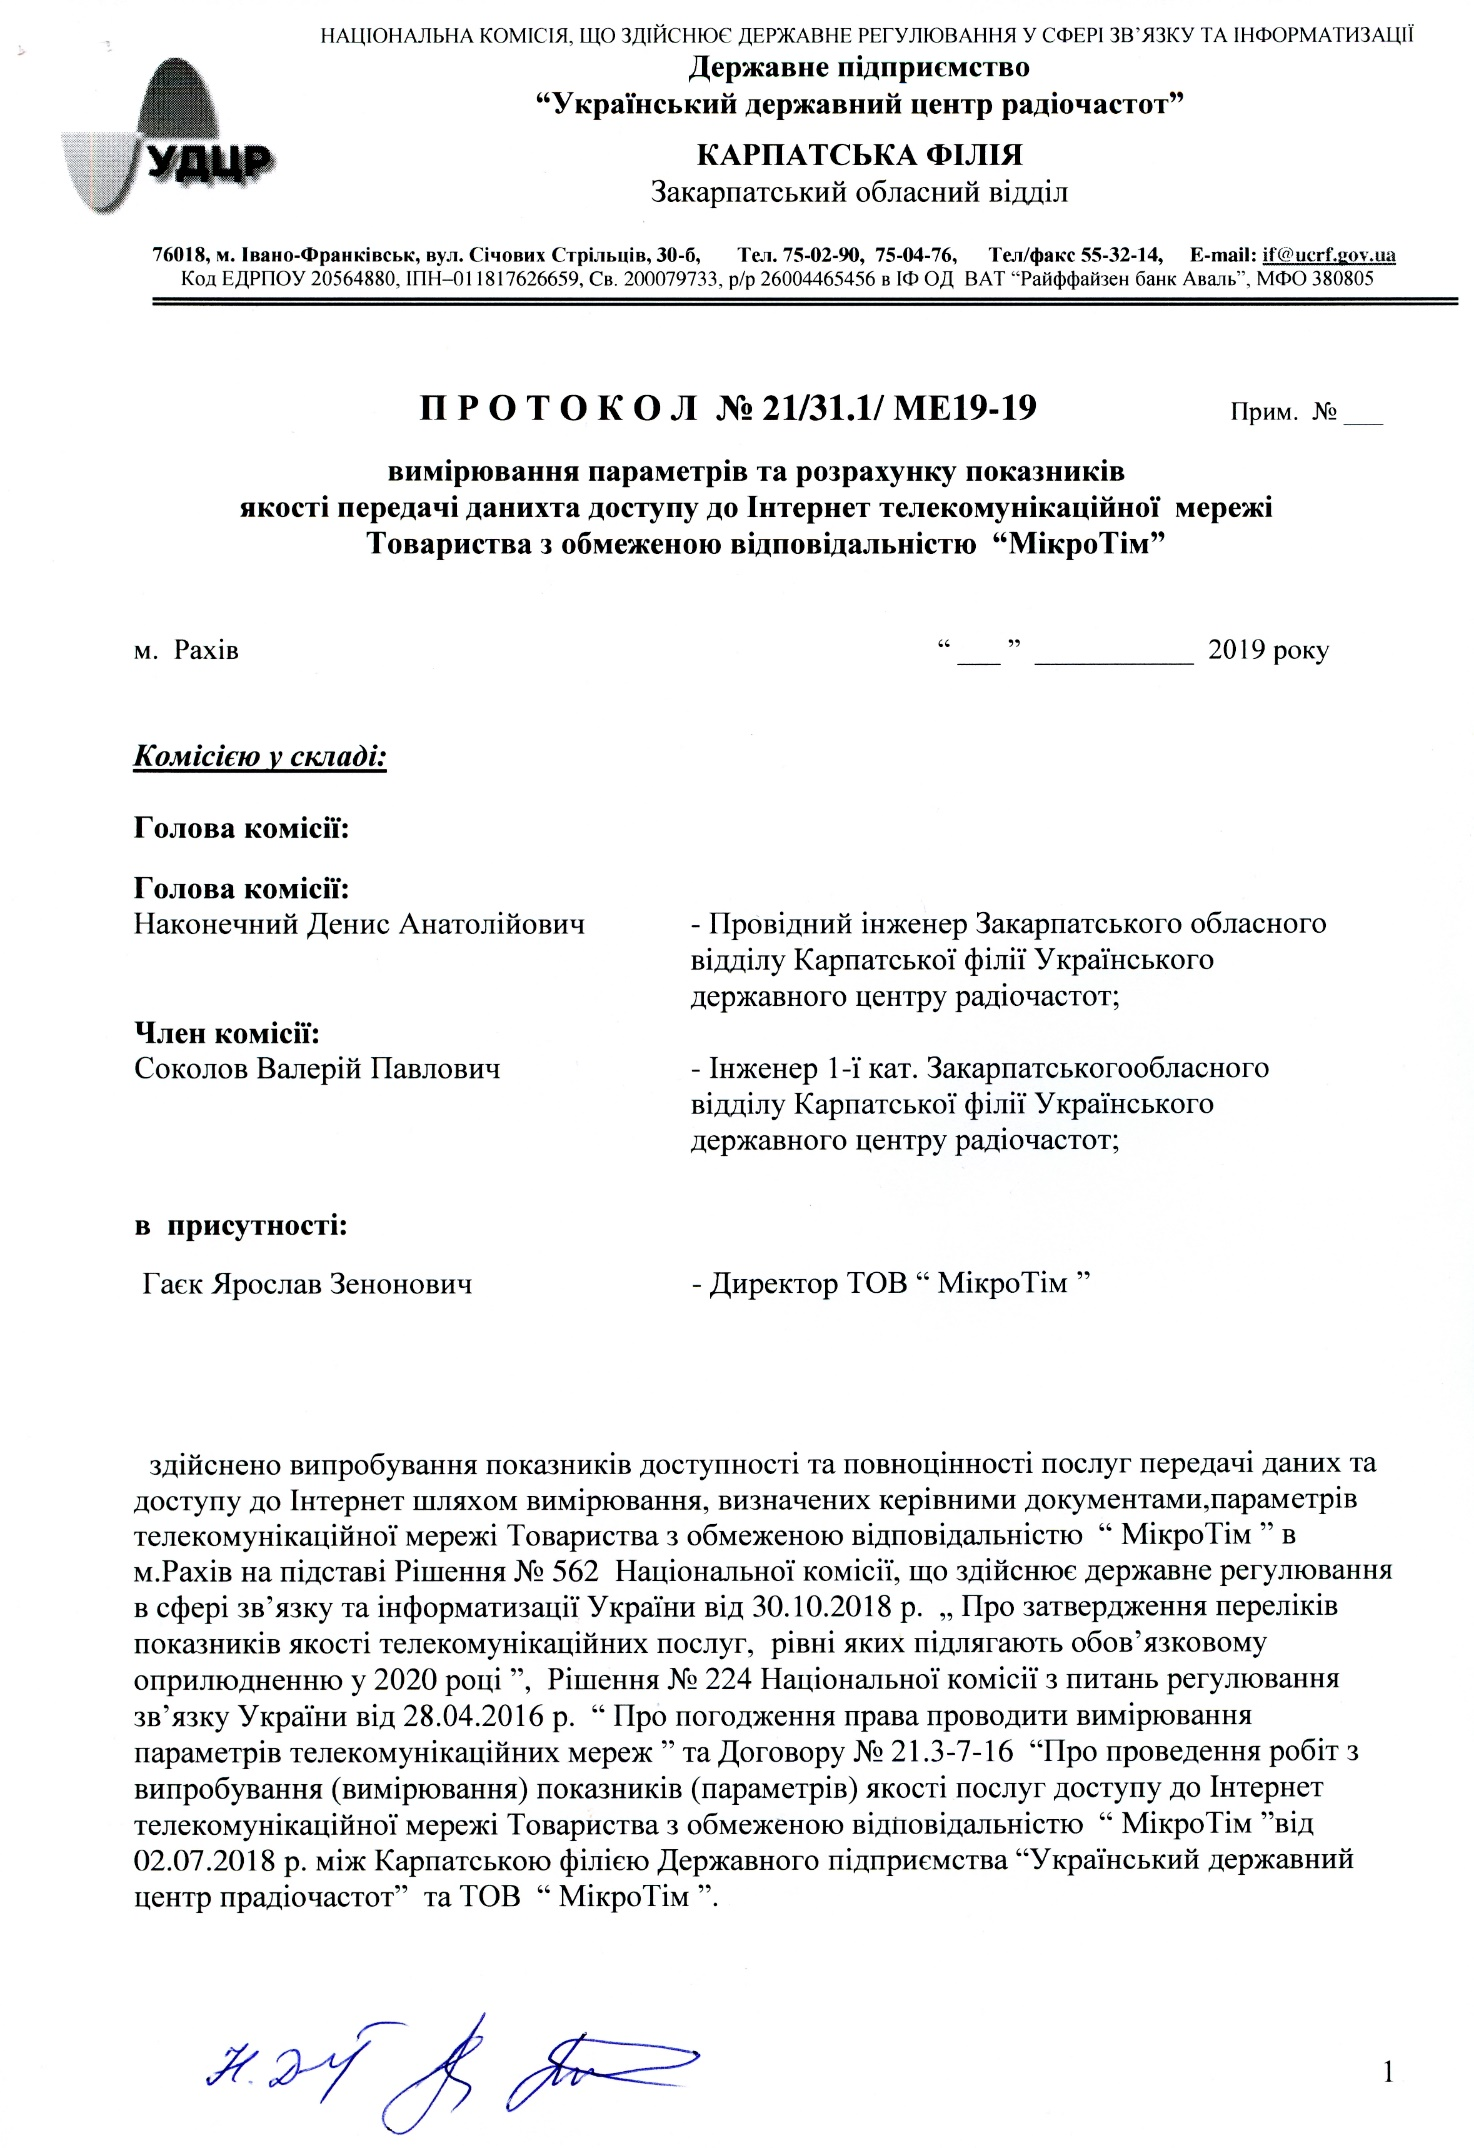 НАЦІОНАЛЬНА КОМІСІЯ, ЩО ЗДІЙСНЮЄ ДЕРЖАВНЕ РЕГУЛЮВАННЯ У СФЕРІ ЗВ’ЯЗКУ ТА ІНФОРМАТИЗАЦІЇ
Державне підприємство
“Український державний центр радіочастот”
УДЦР
КАРПАТСЬКА ФІЛІЯ
Закарпатський обласний відділ
76018, м. Івано-Франківськ, вул. Січових Стрільців, 30-б, Тел. 75-02-90, 75-04-76, Тел/факс 55-32-14, E-mail: if@ucrf.gov.ua
Код ЕДРПОУ 20564880, ІПН–011817626659, Св. 200079733, р/р 26004465456 в ІФ ОД ВАТ “Райффайзен банк Аваль”, МФО 380805
П Р О Т О К О Л № 21/31.1/ МЕ19-19 Прим. № ___
вимірювання параметрів та розрахунку показників
якості передачі данихта доступу до Інтернет телекомунікаційної мережі
Товариства з обмеженою відповідальністю “МікроТім”
м. Рахів “ ___ ” ___________ 2019 року
Комісією у складі:
Голова комісії:
Голова комісії:
Наконечний Денис Анатолійович - Провідний інженер Закарпатського обласного
відділу Карпатської філії Українського
державного центру радіочастот;
Член комісії:
Соколов Валерій Павлович - Інженер 1-ї кат. Закарпатськогообласного
відділу Карпатської філії Українського
державного центру радіочастот;
в присутності:
Гаєк Ярослав Зенонович - Директор ТОВ “ МікроТім ”
здійснено випробування показників доступності та повноцінності послуг передачі даних та
доступу до Інтернет шляхом вимірювання, визначених керівними документами,параметрів
телекомунікаційної мережі Товариства з обмеженою відповідальністю “ МікроТім ” в
м.Рахів на підставі Рішення № 562 Національної комісії, що здійснює державне регулювання
в сфері зв’язку та інформатизації України від 30.10.2018 р. „ Про затвердження переліків
показників якості телекомунікаційних послуг, рівні яких підлягають обов’язковому
оприлюдненню у 2020 році ”, Рішення № 224 Національної комісії з питань регулювання
зв’язку України від 28.04.2016 р. “ Про погодження права проводити вимірювання
параметрів телекомунікаційних мереж ” та Договору № 21.3-7-16 “Про проведення робіт з
випробування (вимірювання) показників (параметрів) якості послуг доступу до Інтернет
телекомунікаційної мережі Товариства з обмеженою відповідальністю “ МікроТім ”від
02.07.2018 р. між Карпатською філією Державного підприємства “Український державний
центр прадіочастот” та ТОВ “ МікроТім ”.
1